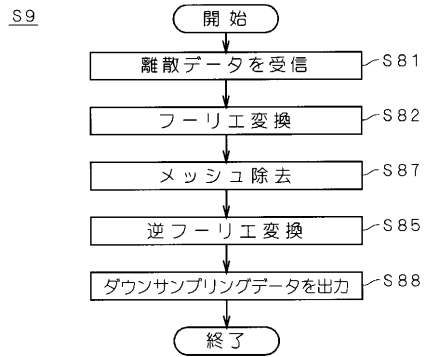 S9
開始
離散データを受信 S81
フーリエ変換 S82
メッシュ除去 S87
逆フーリエ変換 S85
ダウンサンプリングデータを出力 S88
終了